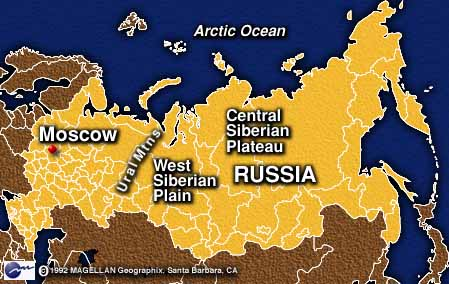 Arctic Ocean
Moscow
Ural Mtns
Central
Siberian
Plateau
West
Siberian
Plain
RUSSIA
© 1992 MAGELLAN Geographix. Santa Barbara, CA